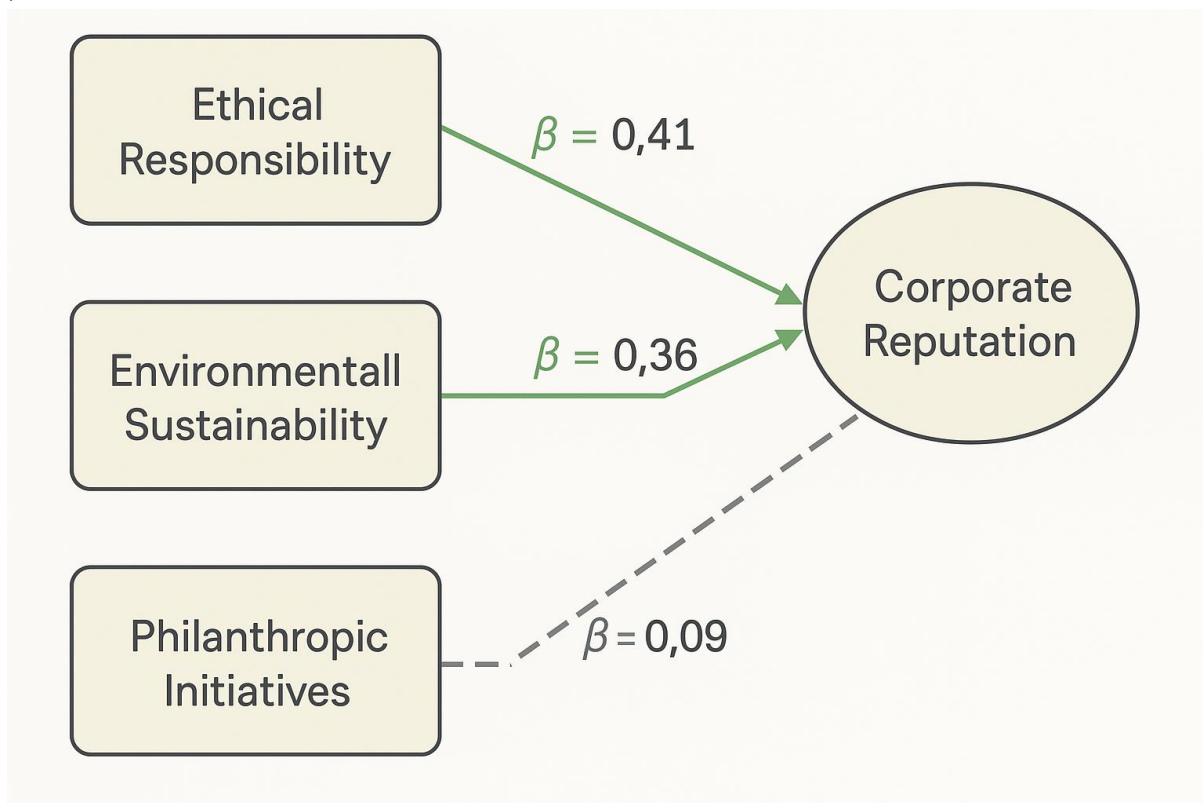 Ethical
Responsibility
β = 0,41
Corporate
Reputation
Environmentall
Sustainability
β = 0,36
Philanthropic
Initiatives
β = 0,09